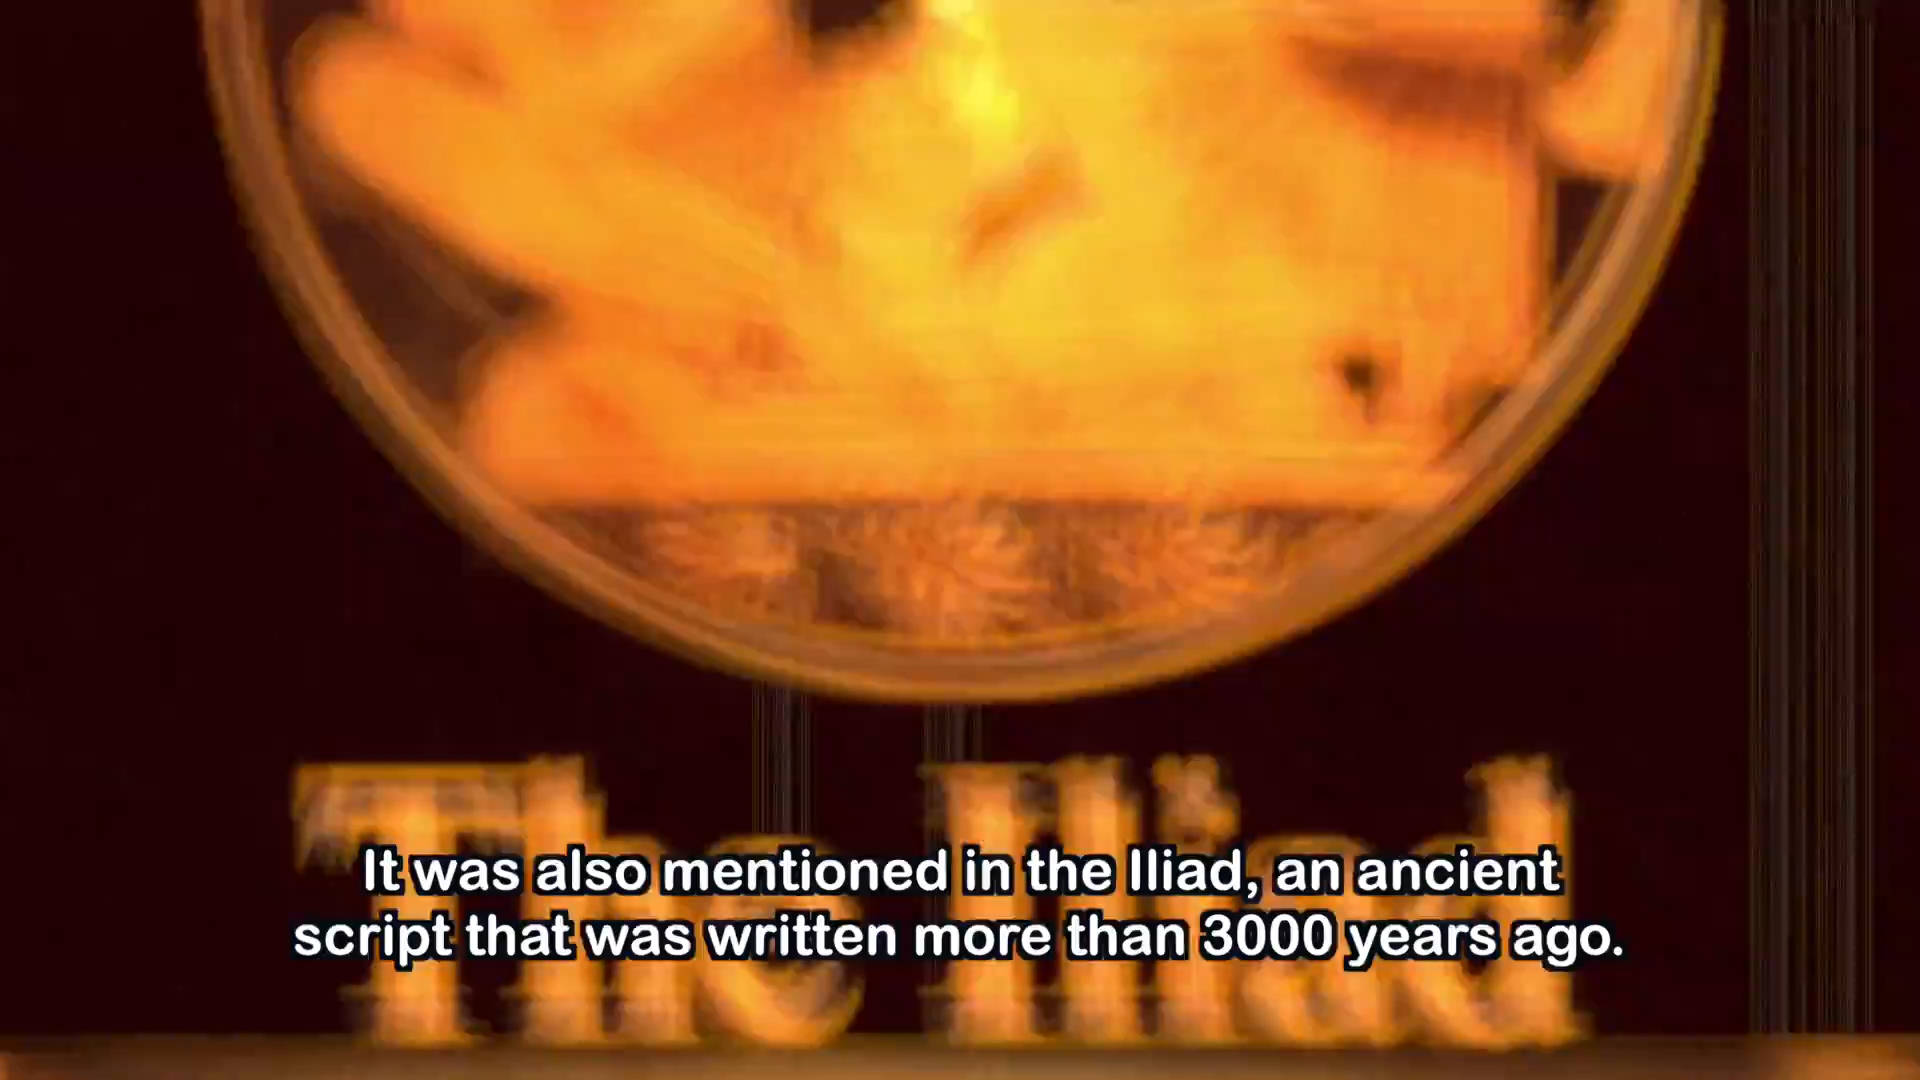 The Iliad
It was also mentioned in the Iliad, an ancient
script that was written more than 3000 years ago.